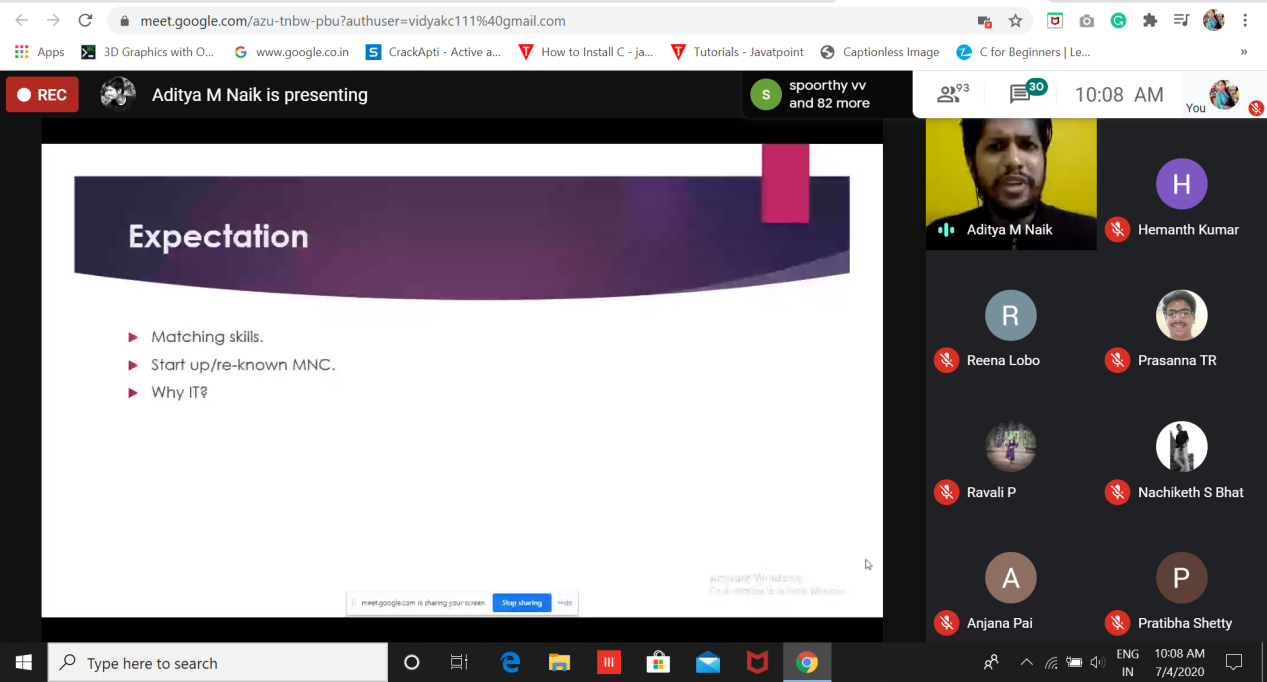 meet.google.com/azu-tnbw-pbu?authuser=vidyakc111%40gmail.com
Apps
3D Graphics with O...
G
www.google.co.in
S
CrackApti - Active a...
How to Install C - ja...
Tutorials - Javatpoint
Captionless Image
C for Beginners | Le...
»
REC
Aditya M Naik is presenting
S
spoorthy vv
and 82 more
93
30
10:08 AM
You
Expectation
Matching skills.
Start up/re-known MNC.
Why IT?
Activate Windows
meet.google.com is sharing your screen.
Stop sharing
Hide
Aditya M Naik
H
Hemanth Kumar
R
Reena Lobo
Prasanna TR
Ravali P
Nachiketh S Bhat
A
Anjana Pai
P
Pratibha Shetty
Type here to search
ENG
IN
10:08 AM
7/4/2020